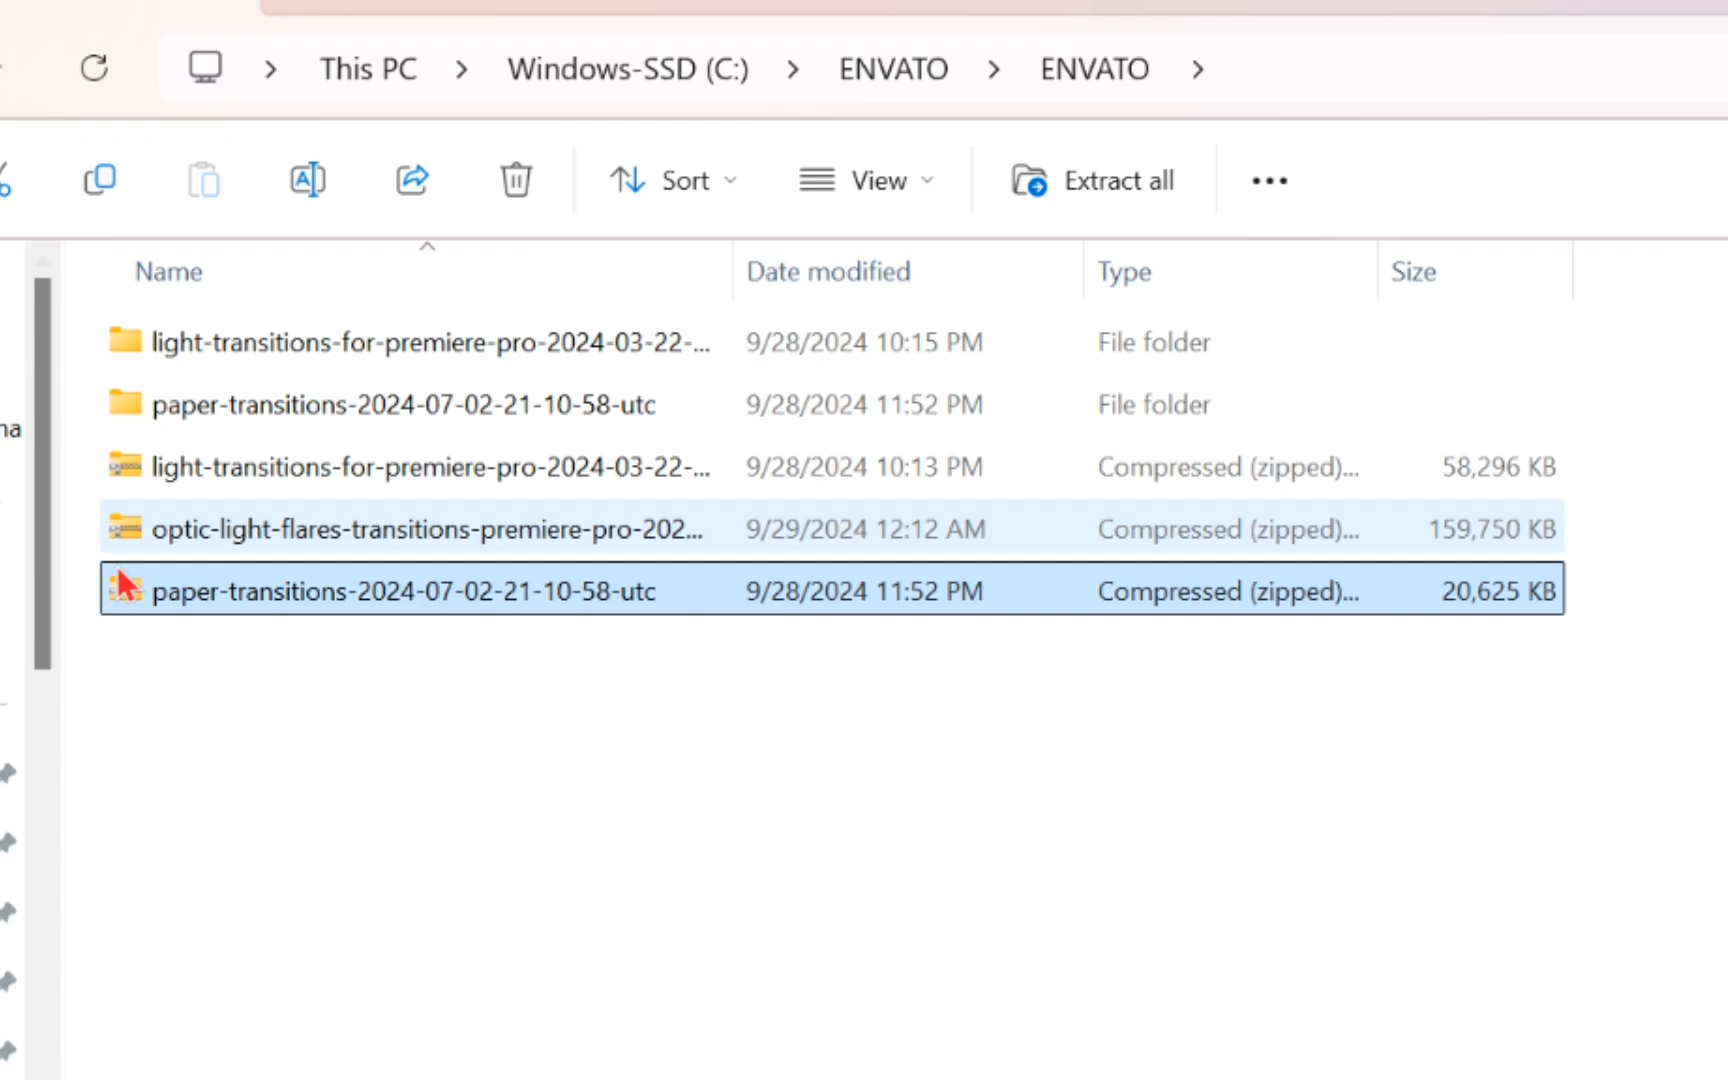 This PC > Windows-SSD (C:) > ENVATO > ENVATO >
Sort View Extract all
Name Date modified Type Size
light-transitions-for-premiere-pro-2024-03-22-... 9/28/2024 10:15 PM File folder
paper-transitions-2024-07-02-21-10-58-utc 9/28/2024 11:52 PM File folder
na
light-transitions-for-premiere-pro-2024-03-22-... 9/28/2024 10:13 PM Compressed (zipped)... 58,296 KB
optic-light-flares-transitions-premiere-pro-202... 9/29/2024 12:12 AM Compressed (zipped)... 159,750 KB
paper-transitions-2024-07-02-21-10-58-utc 9/28/2024 11:52 PM Compressed (zipped)... 20,625 KB